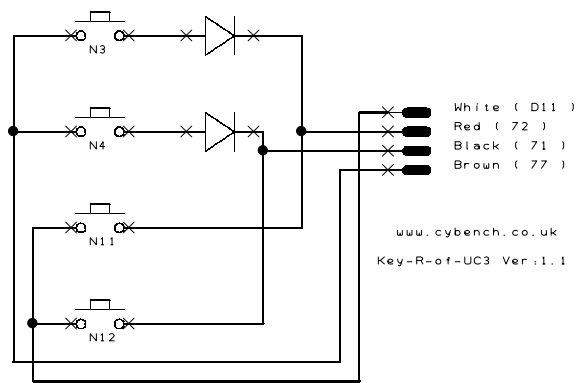 N3
White ( D11 )
Red ( 72 )
N4
Black ( 71 )
Brown ( 77 )
www.cybench.co.uk
N11
Key-R-of-UC3 Ver:1.1
N12